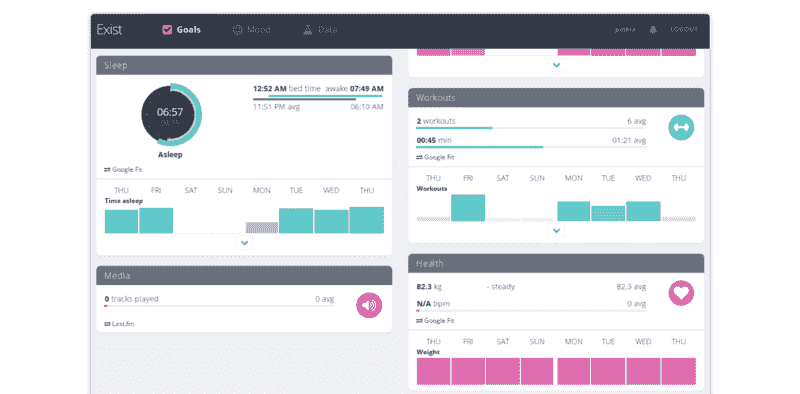 Exist
Goals
Mood
Data
LOGOUT
Sleep
06:57
Asleep
12:52 AM bed time awake 07:49 AM
11:51 PM avg 06:10 AM
Google Fit
THU FRI SAT SUN MON TUE WED THU
Time asleep
Media
0 tracks played 0 avg
Last.fm
Workouts
2 workouts 6 avg
00:45 min 01:21 avg
Google Fit
THU FRI SAT SUN MON TUE WED THU
Workouts
Health
82.3 kg - steady 82.3 avg
N/A bpm 0 avg
Google Fit
THU FRI SAT SUN MON TUE WED THU
Weight